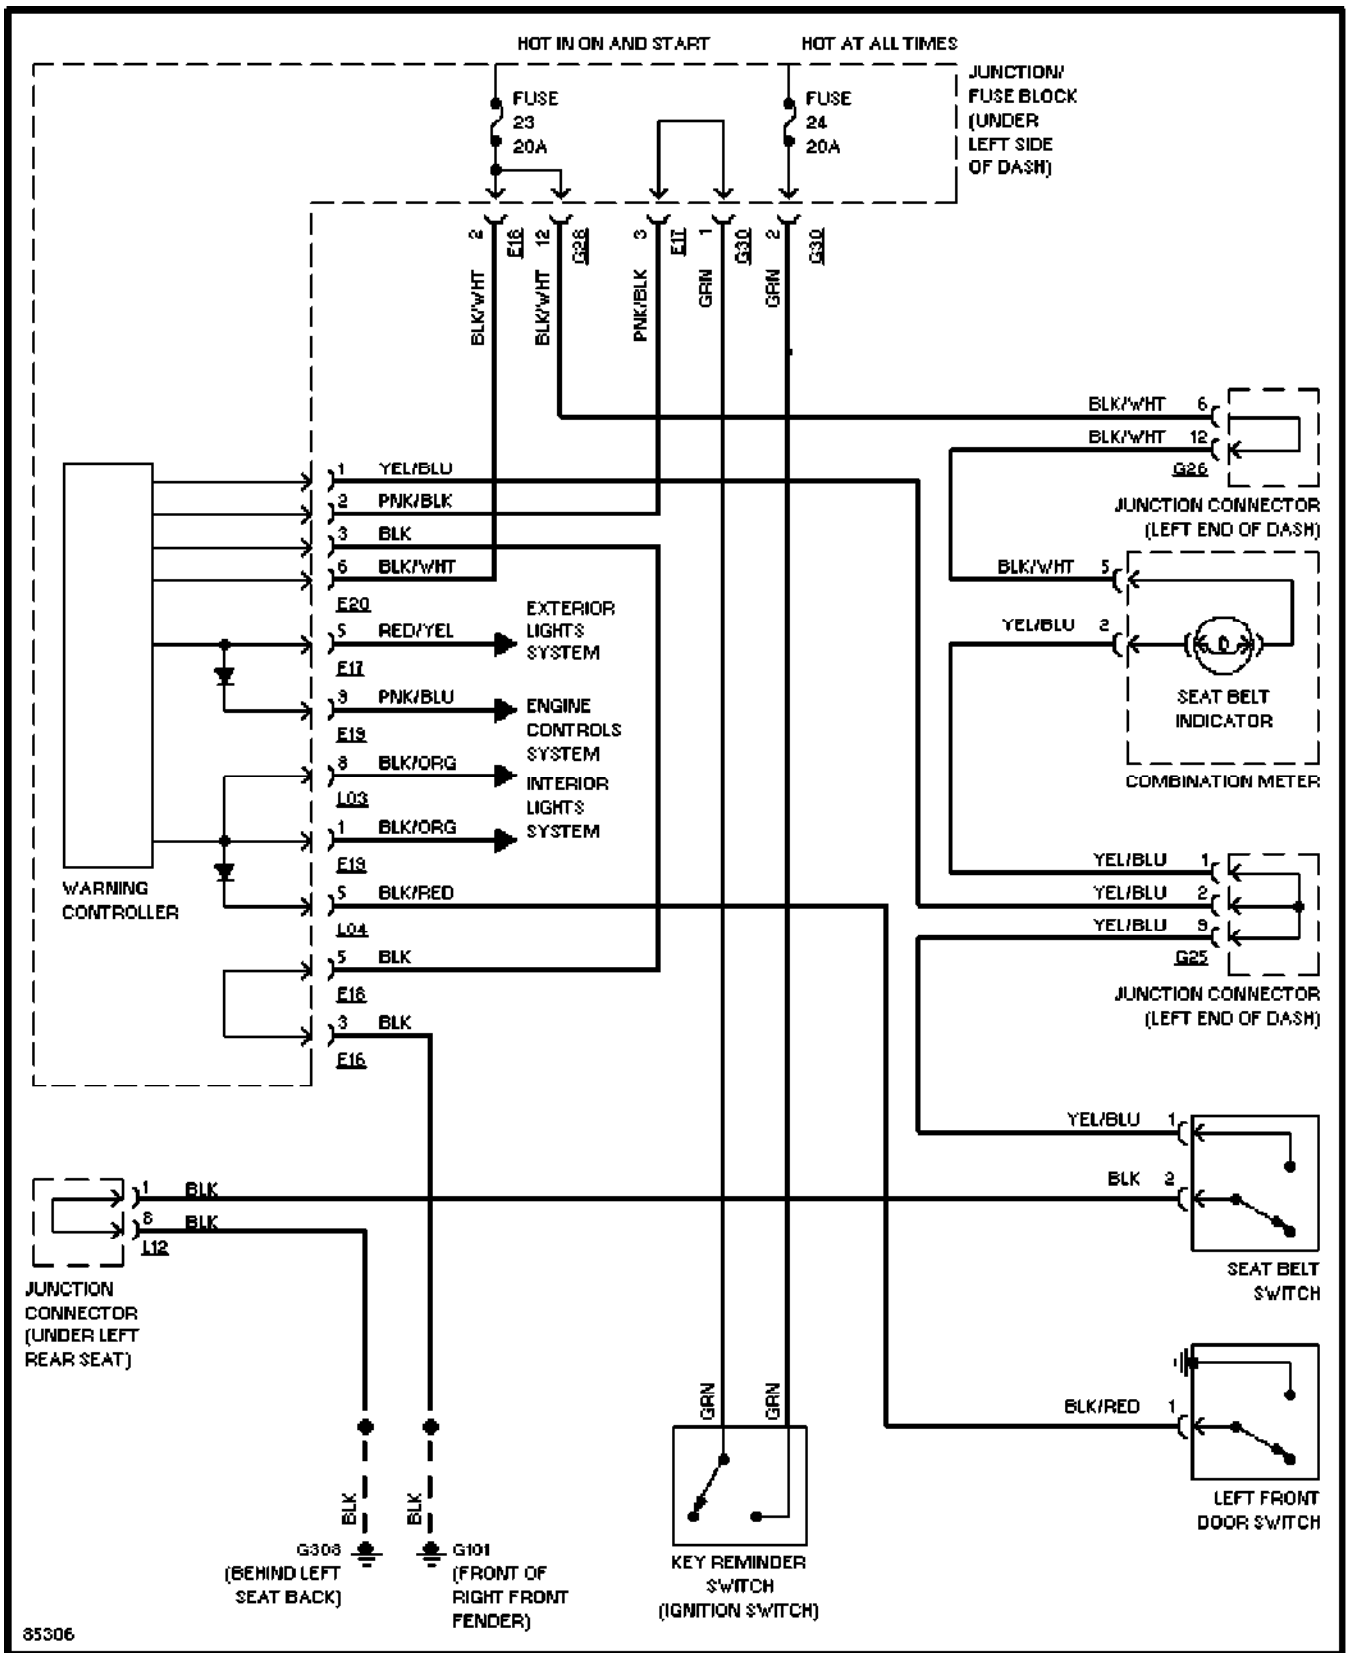 HOT IN ON AND START
HOT AT ALL TIMES
JUNCTION/
FUSE BLOCK
(UNDER
LEFT SIDE
OF DASH)
FUSE
23
20A
FUSE
24
20A
2
E16
12
G28
3
E17
1
G30
2
G30
BLK/WHT
BLK/WHT
PNK/BLK
GRN
GRN
BLK/WHT 6
BLK/WHT 12
G26
JUNCTION CONNECTOR
(LEFT END OF DASH)
1 YEL/BLU
2 PNK/BLK
3 BLK
6 BLK/WHT
E20
5 RED/YEL
E17
EXTERIOR
LIGHTS
SYSTEM
9 PNK/BLU
E19
ENGINE
CONTROLS
SYSTEM
8 BLK/ORG
L03
INTERIOR
LIGHTS
SYSTEM
1 BLK/ORG
E19
5 BLK/RED
L04
5 BLK
E16
3 BLK
E16
WARNING
CONTROLLER
BLK/WHT 5
YEL/BLU 2
SEAT BELT
INDICATOR
COMBINATION METER
YEL/BLU 1
YEL/BLU 2
YEL/BLU 9
G25
JUNCTION CONNECTOR
(LEFT END OF DASH)
YEL/BLU 1
BLK 2
SEAT BELT
SWITCH
1 BLK
8 BLK
L12
JUNCTION
CONNECTOR
(UNDER LEFT
REAR SEAT)
BLK/RED 1
LEFT FRONT
DOOR SWITCH
GRN
GRN
KEY REMINDER
SWITCH
(IGNITION SWITCH)
BLK
BLK
G308
(BEHIND LEFT
SEAT BACK)
G101
(FRONT OF
RIGHT FRONT
FENDER)
85306